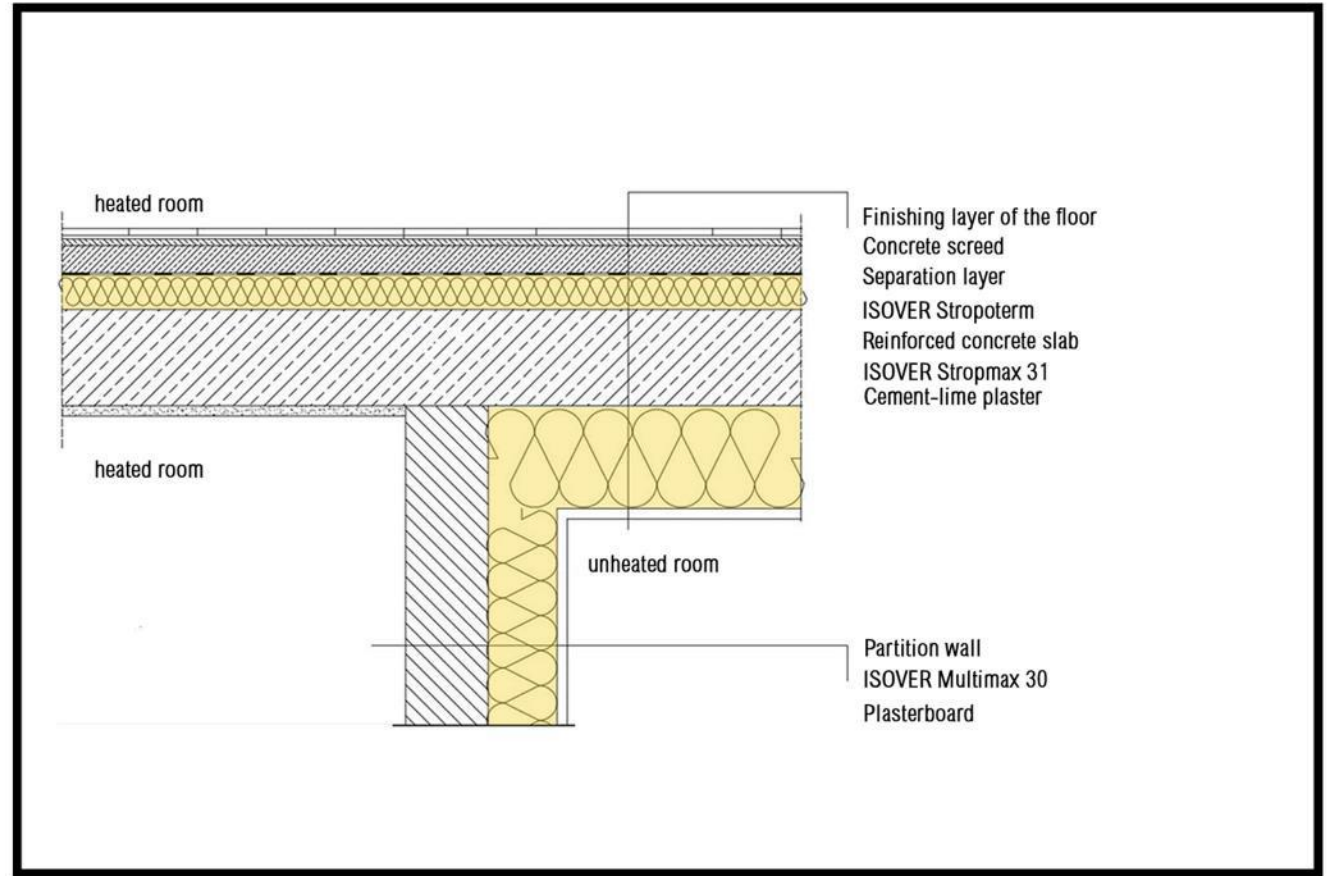 heated room
Finishing layer of the floor
Concrete screed
Separation layer
ISOVER Stropoterm
Reinforced concrete slab
ISOVER Stropmax 31
Cement-lime plaster
heated room
unheated room
Partition wall
ISOVER Multimax 30
Plasterboard